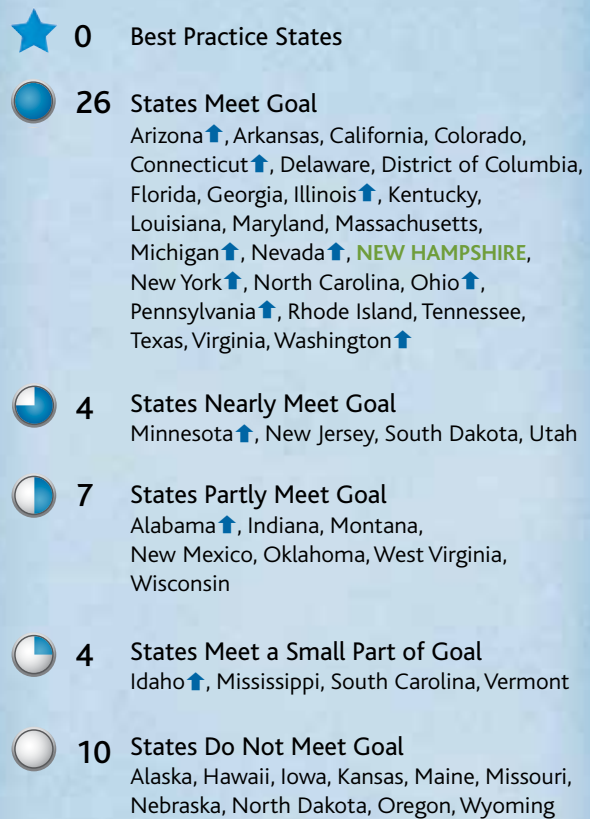 0 Best Practice States
26 States Meet Goal
Arizona⬆, Arkansas, California, Colorado,
Connecticut⬆, Delaware, District of Columbia,
Florida, Georgia, Illinois⬆, Kentucky,
Louisiana, Maryland, Massachusetts,
Michigan⬆, Nevada⬆, NEW HAMPSHIRE,
New York⬆, North Carolina, Ohio⬆,
Pennsylvania⬆, Rhode Island, Tennessee,
Texas, Virginia, Washington⬆
4 States Nearly Meet Goal
Minnesota⬆, New Jersey, South Dakota, Utah
7 States Partly Meet Goal
Alabama⬆, Indiana, Montana,
New Mexico, Oklahoma, West Virginia,
Wisconsin
4 States Meet a Small Part of Goal
Idaho⬆, Mississippi, South Carolina, Vermont
10 States Do Not Meet Goal
Alaska, Hawaii, Iowa, Kansas, Maine, Missouri,
Nebraska, North Dakota, Oregon, Wyoming